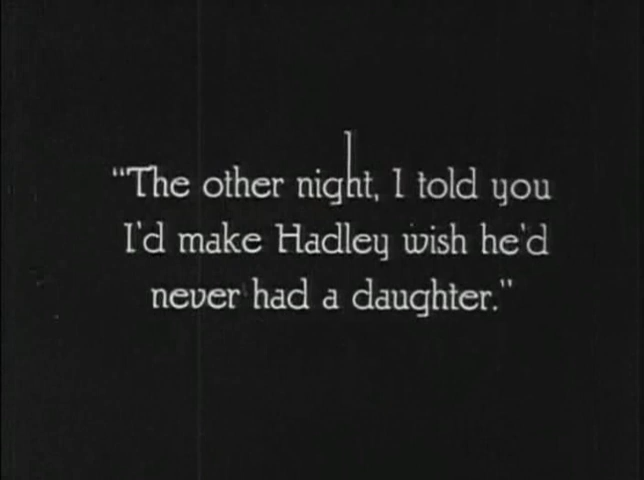 "The other night, I told you
I'd make Hadley wish he'd
never had a daughter."